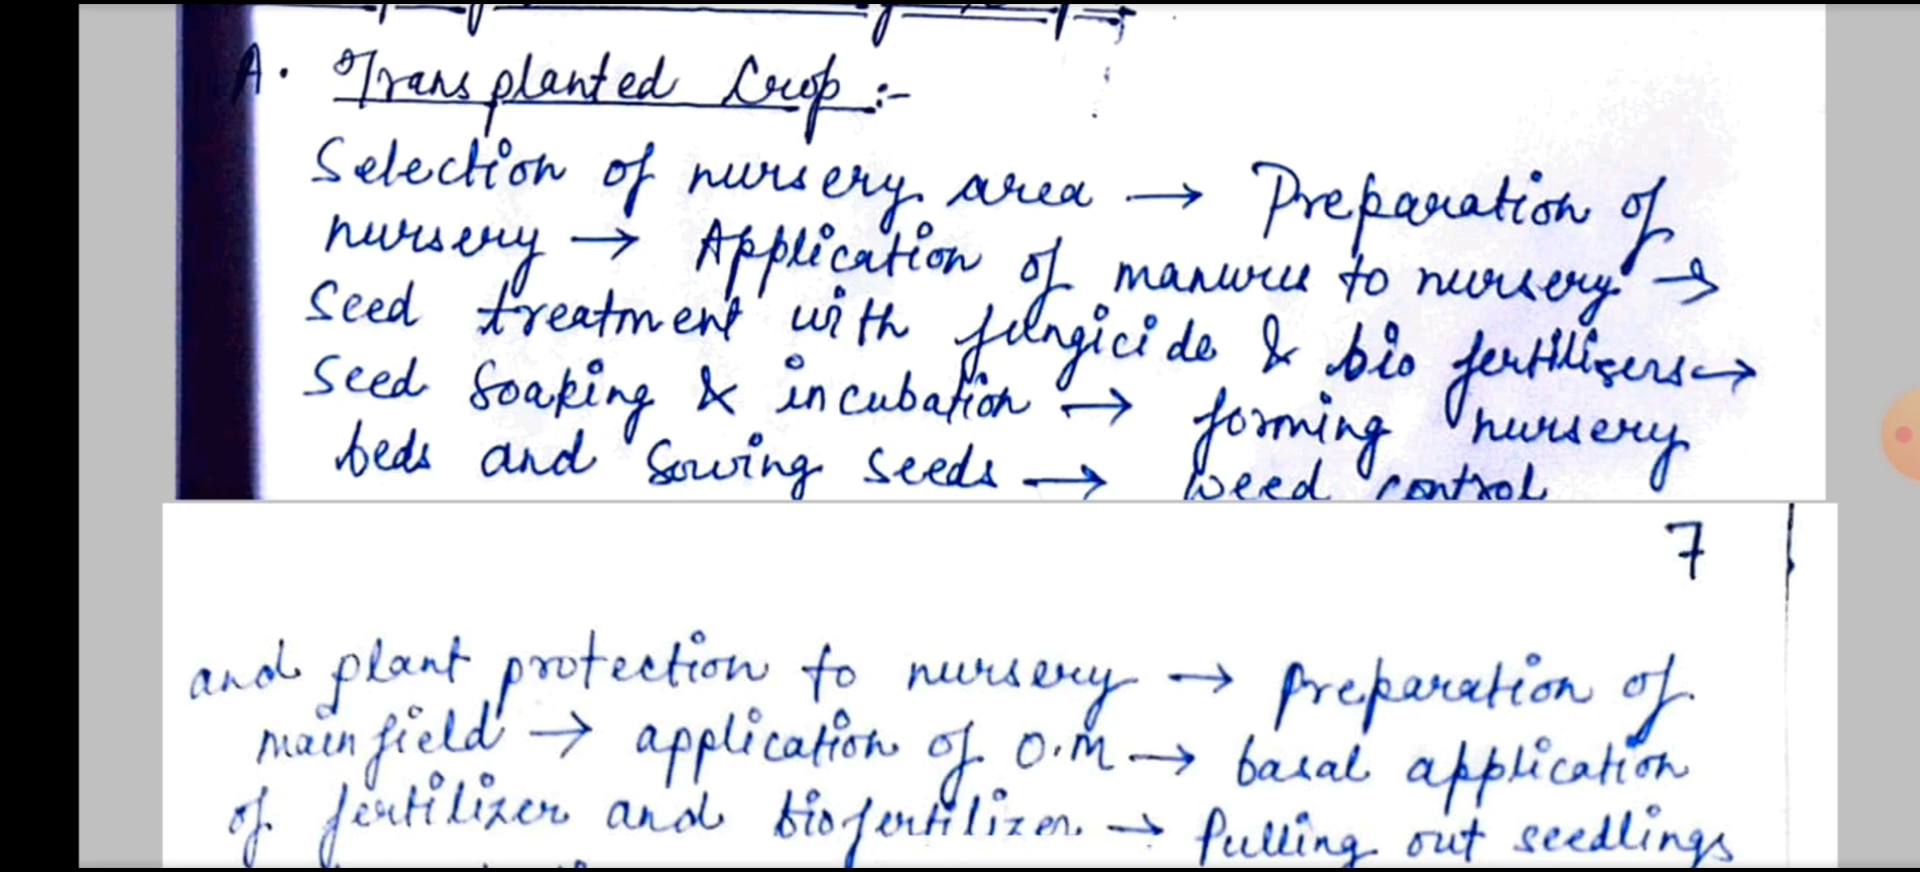 A. Transplanted Crop :-
Selection of nursery area → Preparation of
nursery → Application of manures to nursery →
Seed treatment with fungicide & bio fertilizers →
Seed Soaking & incubation → forming nursery
beds and Sowing seeds → Weed control
7
and plant protection to nursery → Preparation of
main field → application of O.M → basal application
of fertilizer and biofertilizer. → Pulling out seedlings